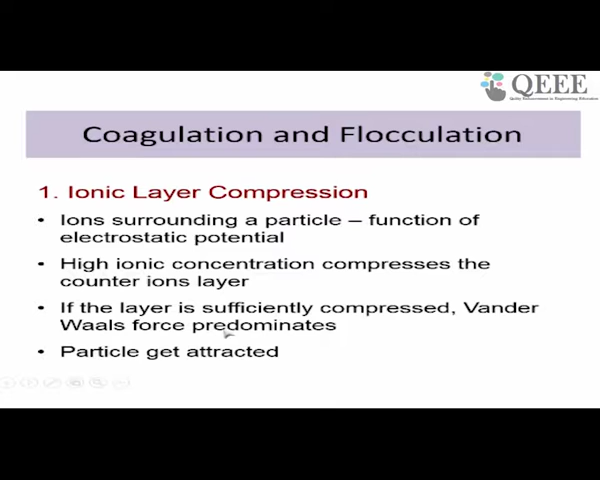 QEEE
Quality Enhancement in Engineering Education
Coagulation and Flocculation
1. Ionic Layer Compression
• Ions surrounding a particle – function of
electrostatic potential
• High ionic concentration compresses the
counter ions layer
• If the layer is sufficiently compressed, Vander
Waals force predominates
• Particle get attracted